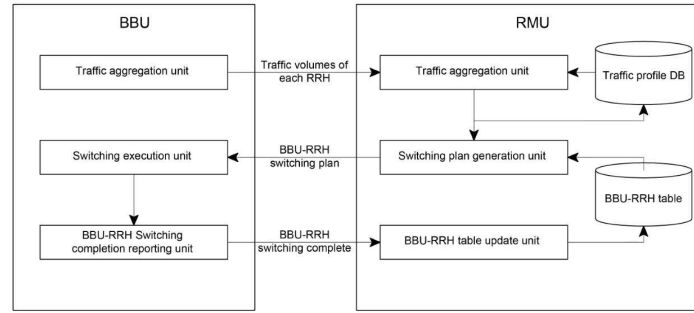 BBU
RMU
Traffic aggregation unit
Traffic volumes of
each RRH
Traffic aggregation unit
Traffic profile DB
Switching execution unit
BBU-RRH
switching plan
Switching plan generation unit
BBU-RRH table
BBU-RRH Switching
completion reporting unit
BBU-RRH
switching complete
BBU-RRH table update unit